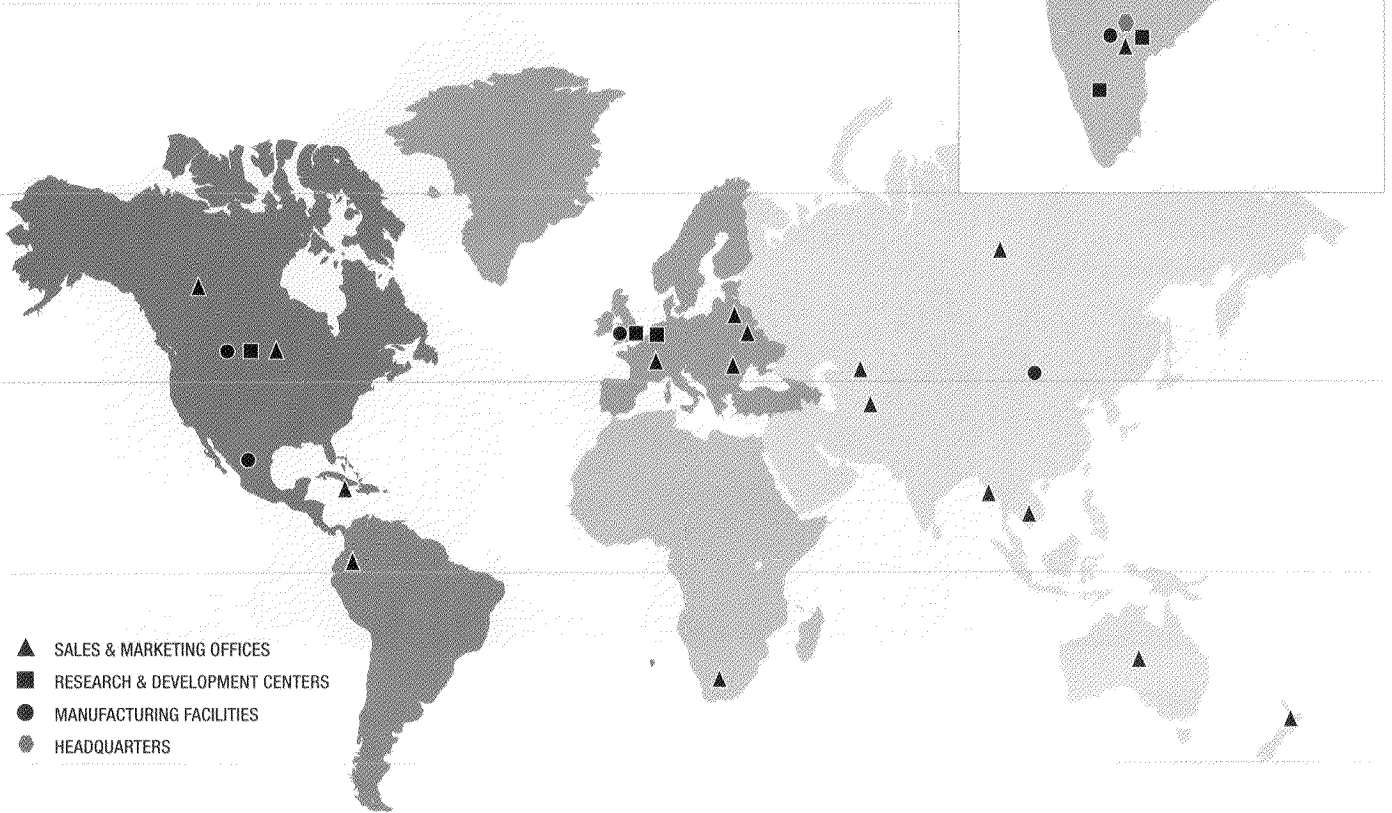 SALES & MARKETING OFFICES
RESEARCH & DEVELOPMENT CENTERS
MANUFACTURING FACILITIES
HEADQUARTERS